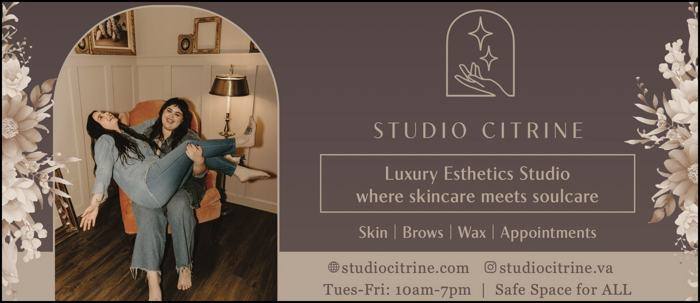 STUDIO CITRINE
Luxury Esthetics Studio
where skincare meets soulcare
Skin | Brows | Wax | Appointments
studiocitrine.com studiocitrine.va
Tues-Fri: 10am-7pm | Safe Space for ALL